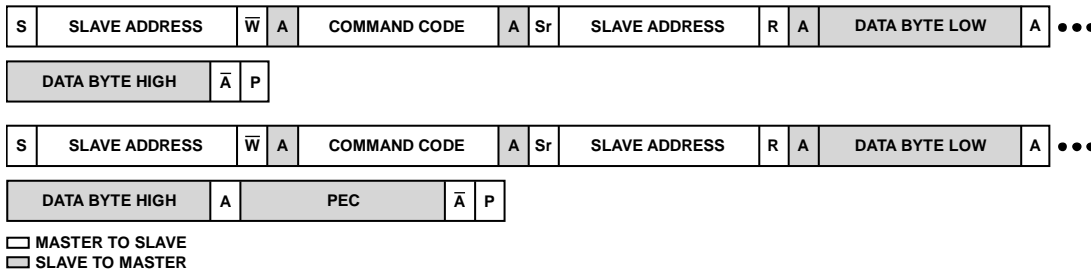 S SLAVE ADDRESS W̅ A COMMAND CODE A Sr SLAVE ADDRESS R A DATA BYTE LOW A •••
DATA BYTE HIGH A̅ P
S SLAVE ADDRESS W̅ A COMMAND CODE A Sr SLAVE ADDRESS R A DATA BYTE LOW A •••
DATA BYTE HIGH A PEC A̅ P
MASTER TO SLAVE
SLAVE TO MASTER